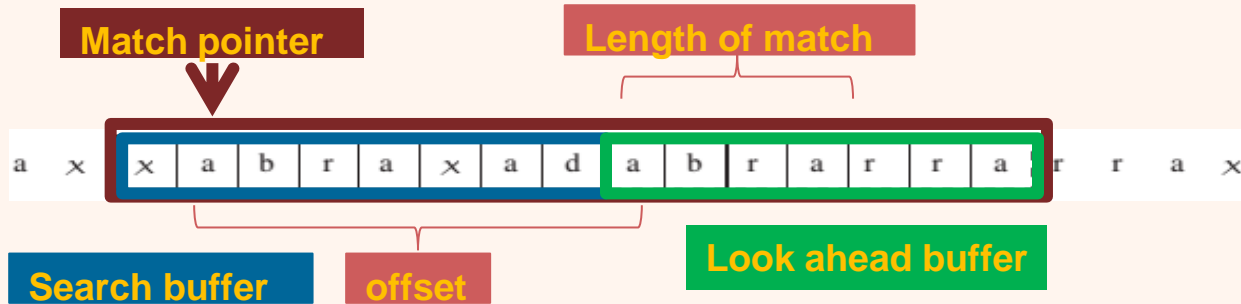 Match pointer
Length of match
a x x a b r a x a d a b r a r r a r r a x
Search buffer
offset
Look ahead buffer